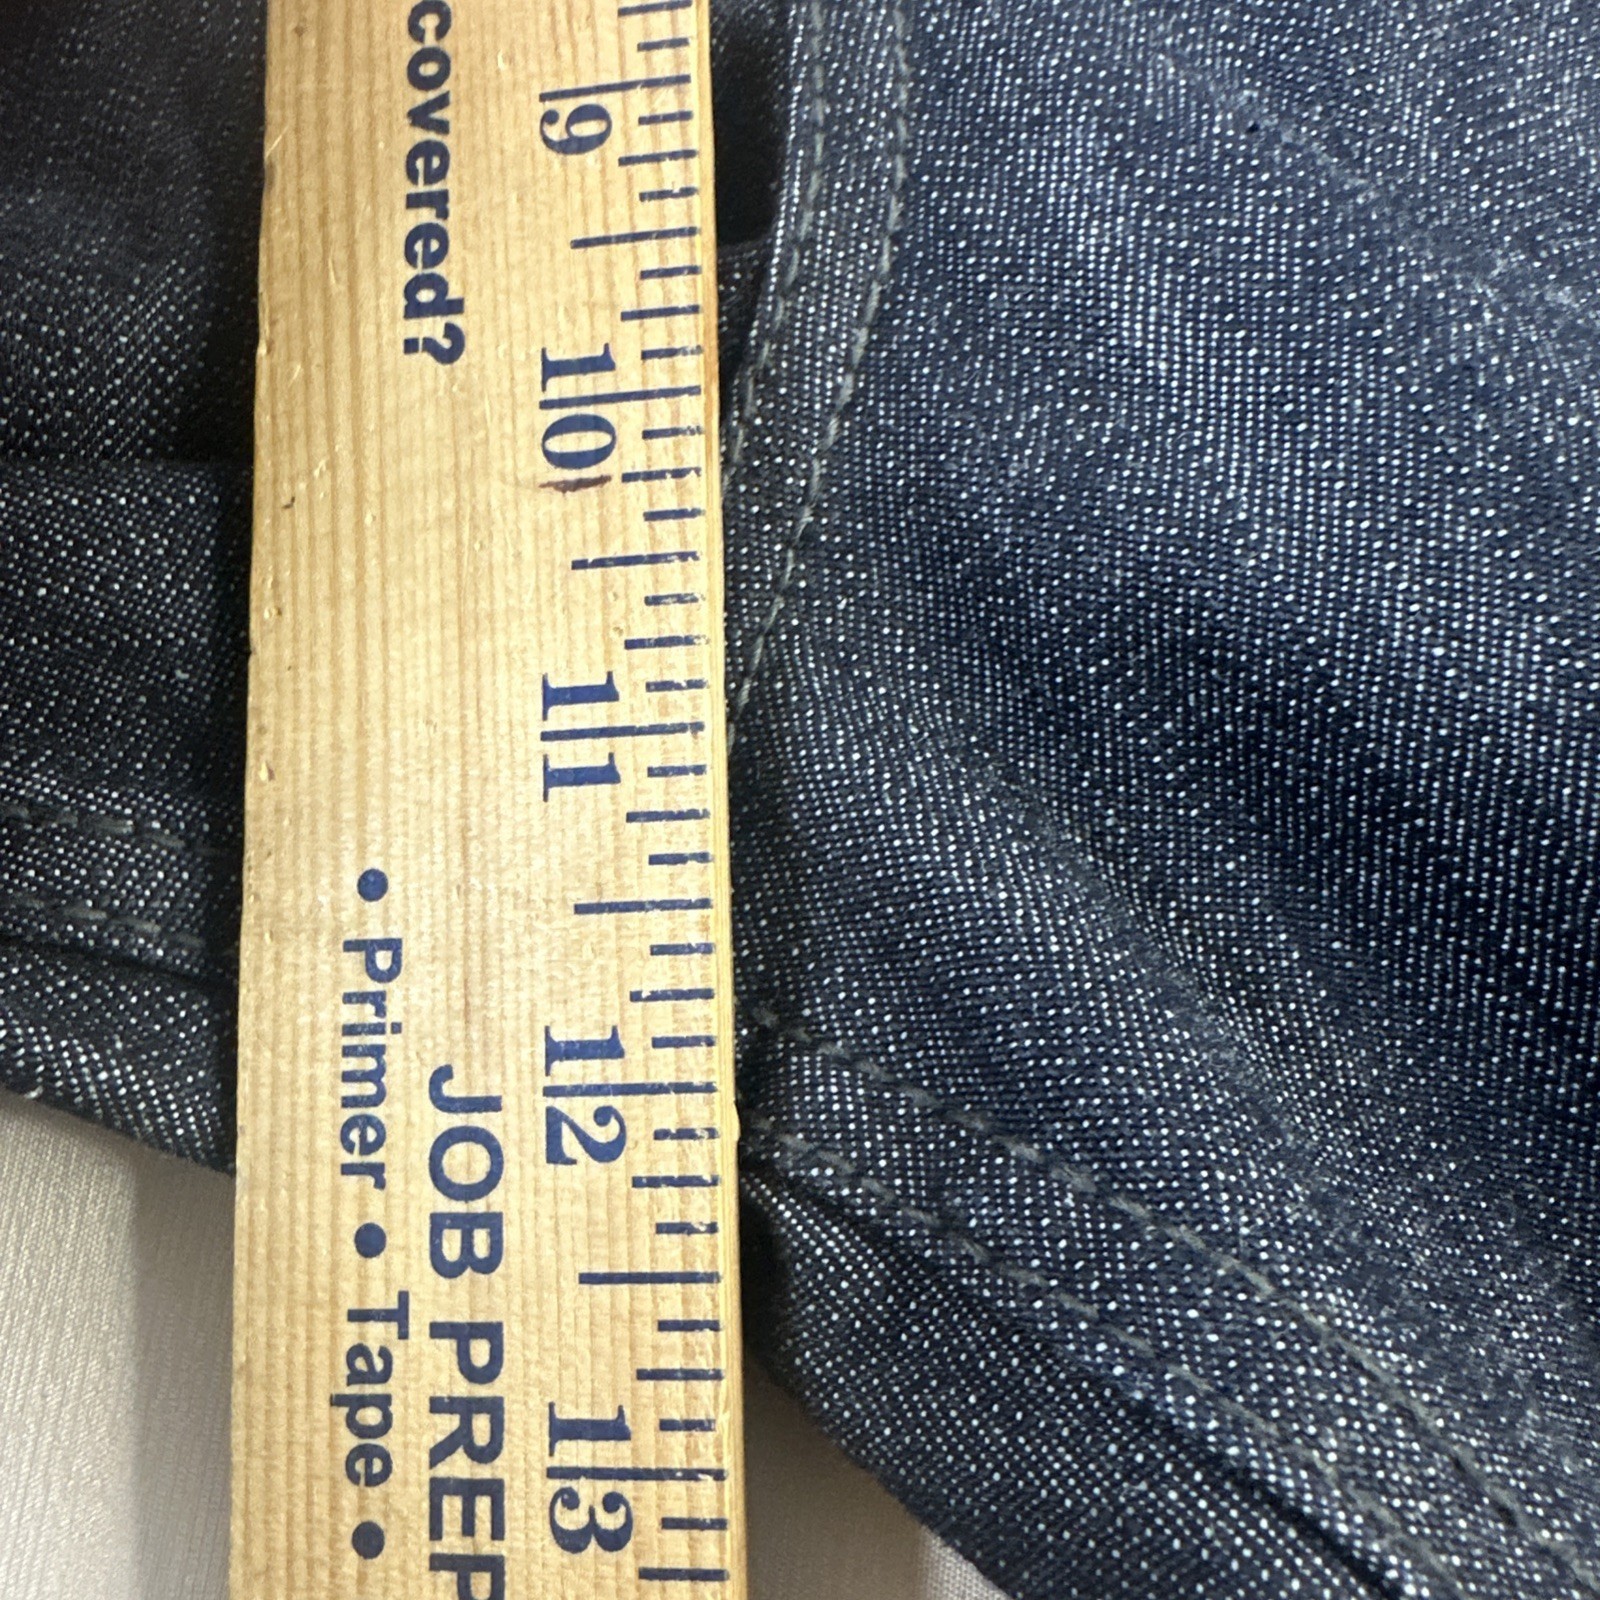 covered?
9
10
11
12
13
JOB PREP
• Primer • Tape •